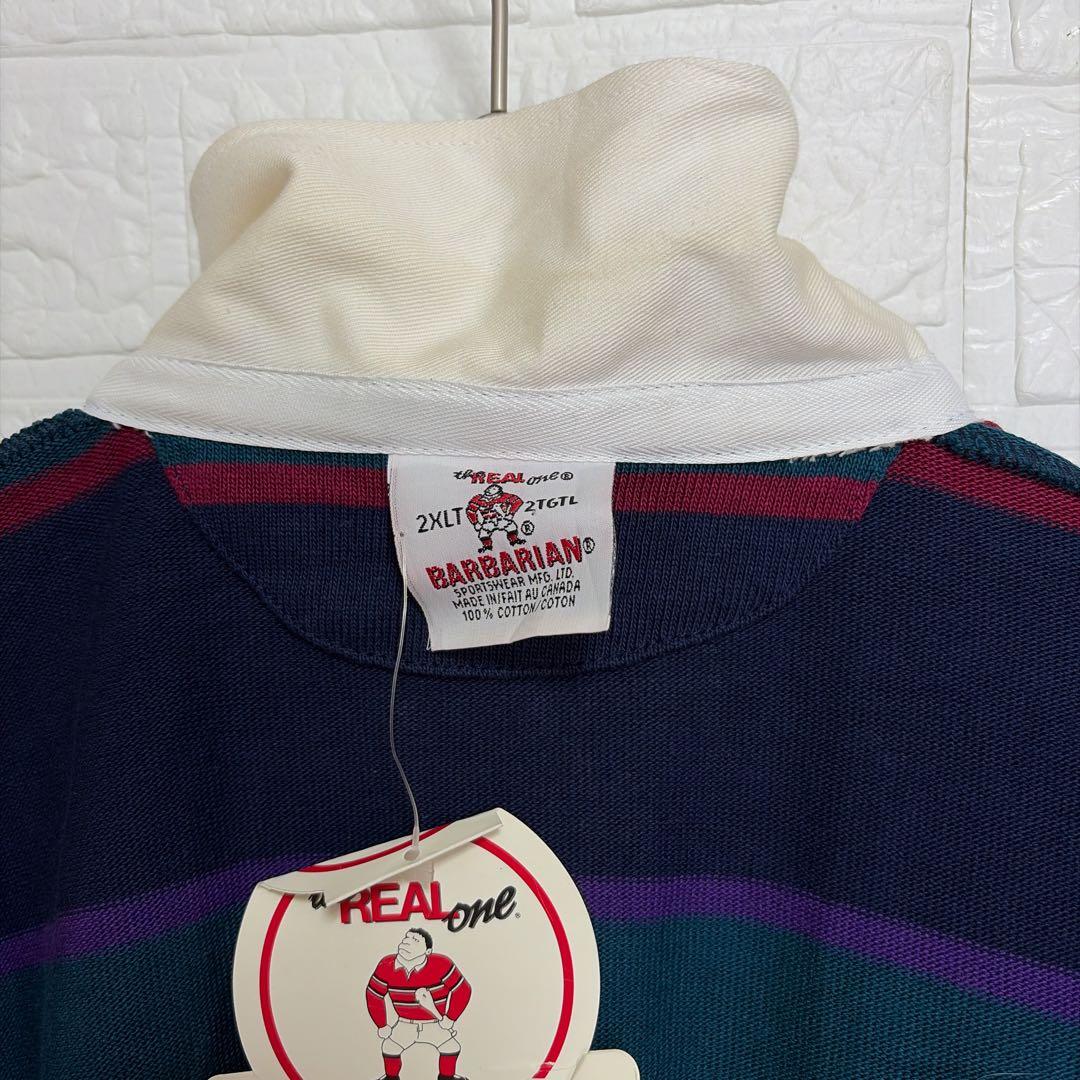 the REAL one®
2XLT 2TGTL
®
BARBARIAN®
SPORTSWEAR MFG. LTD.
MADE IN/FAIT AU CANADA
100% COTTON/COTON
REAL one®